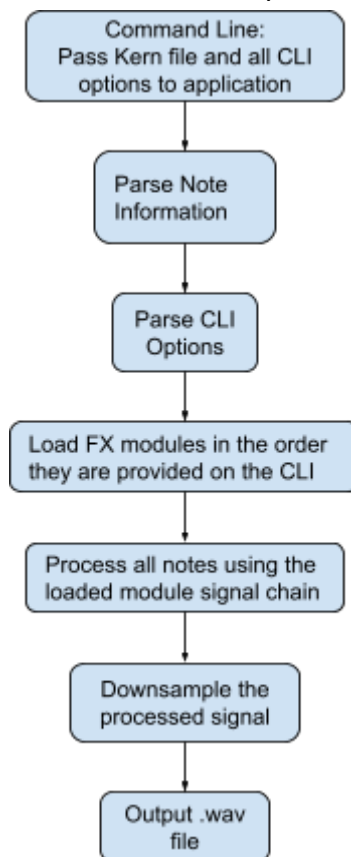 Command Line:
Pass Kern file and all CLI
options to application
Parse Note
Information
Parse CLI
Options
Load FX modules in the order
they are provided on the CLI
Process all notes using the
loaded module signal chain
Downsample the
processed signal
Output .wav
file